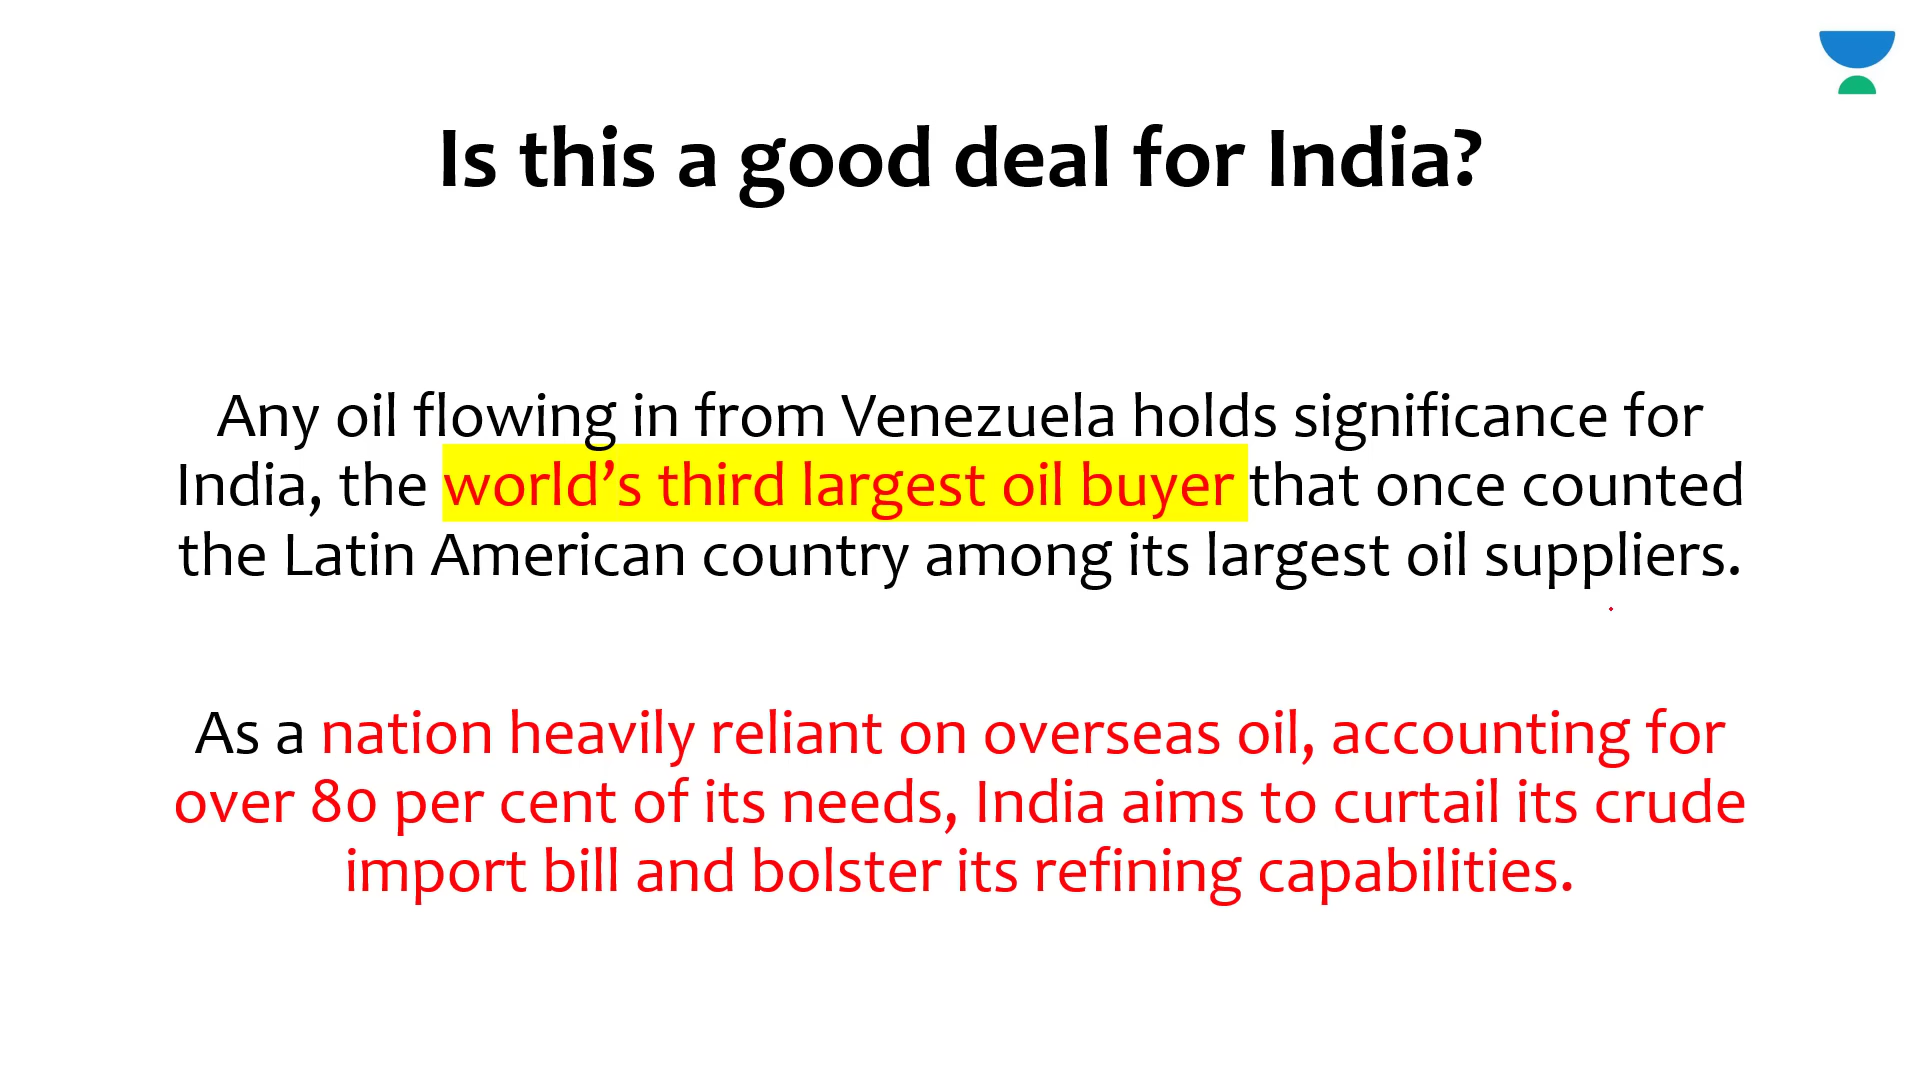 Is this a good deal for India?
Any oil flowing in from Venezuela holds significance for
India, the world’s third largest oil buyer that once counted
the Latin American country among its largest oil suppliers.
As a nation heavily reliant on overseas oil, accounting for
over 80 per cent of its needs, India aims to curtail its crude
import bill and bolster its refining capabilities.